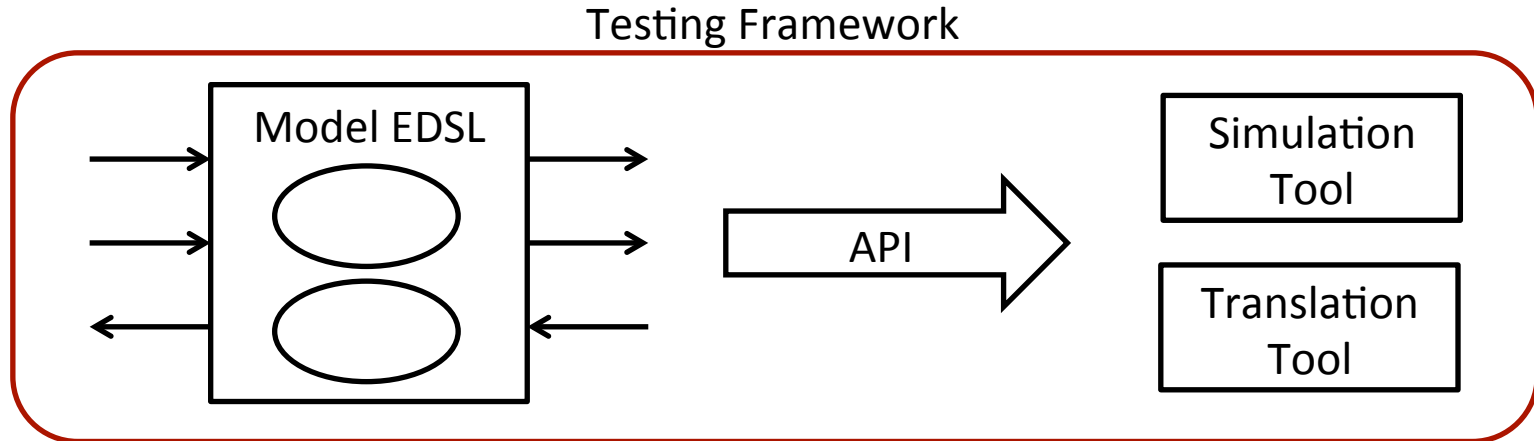 Testing Framework
Model EDSL
API
Simulation
Tool
Translation
Tool